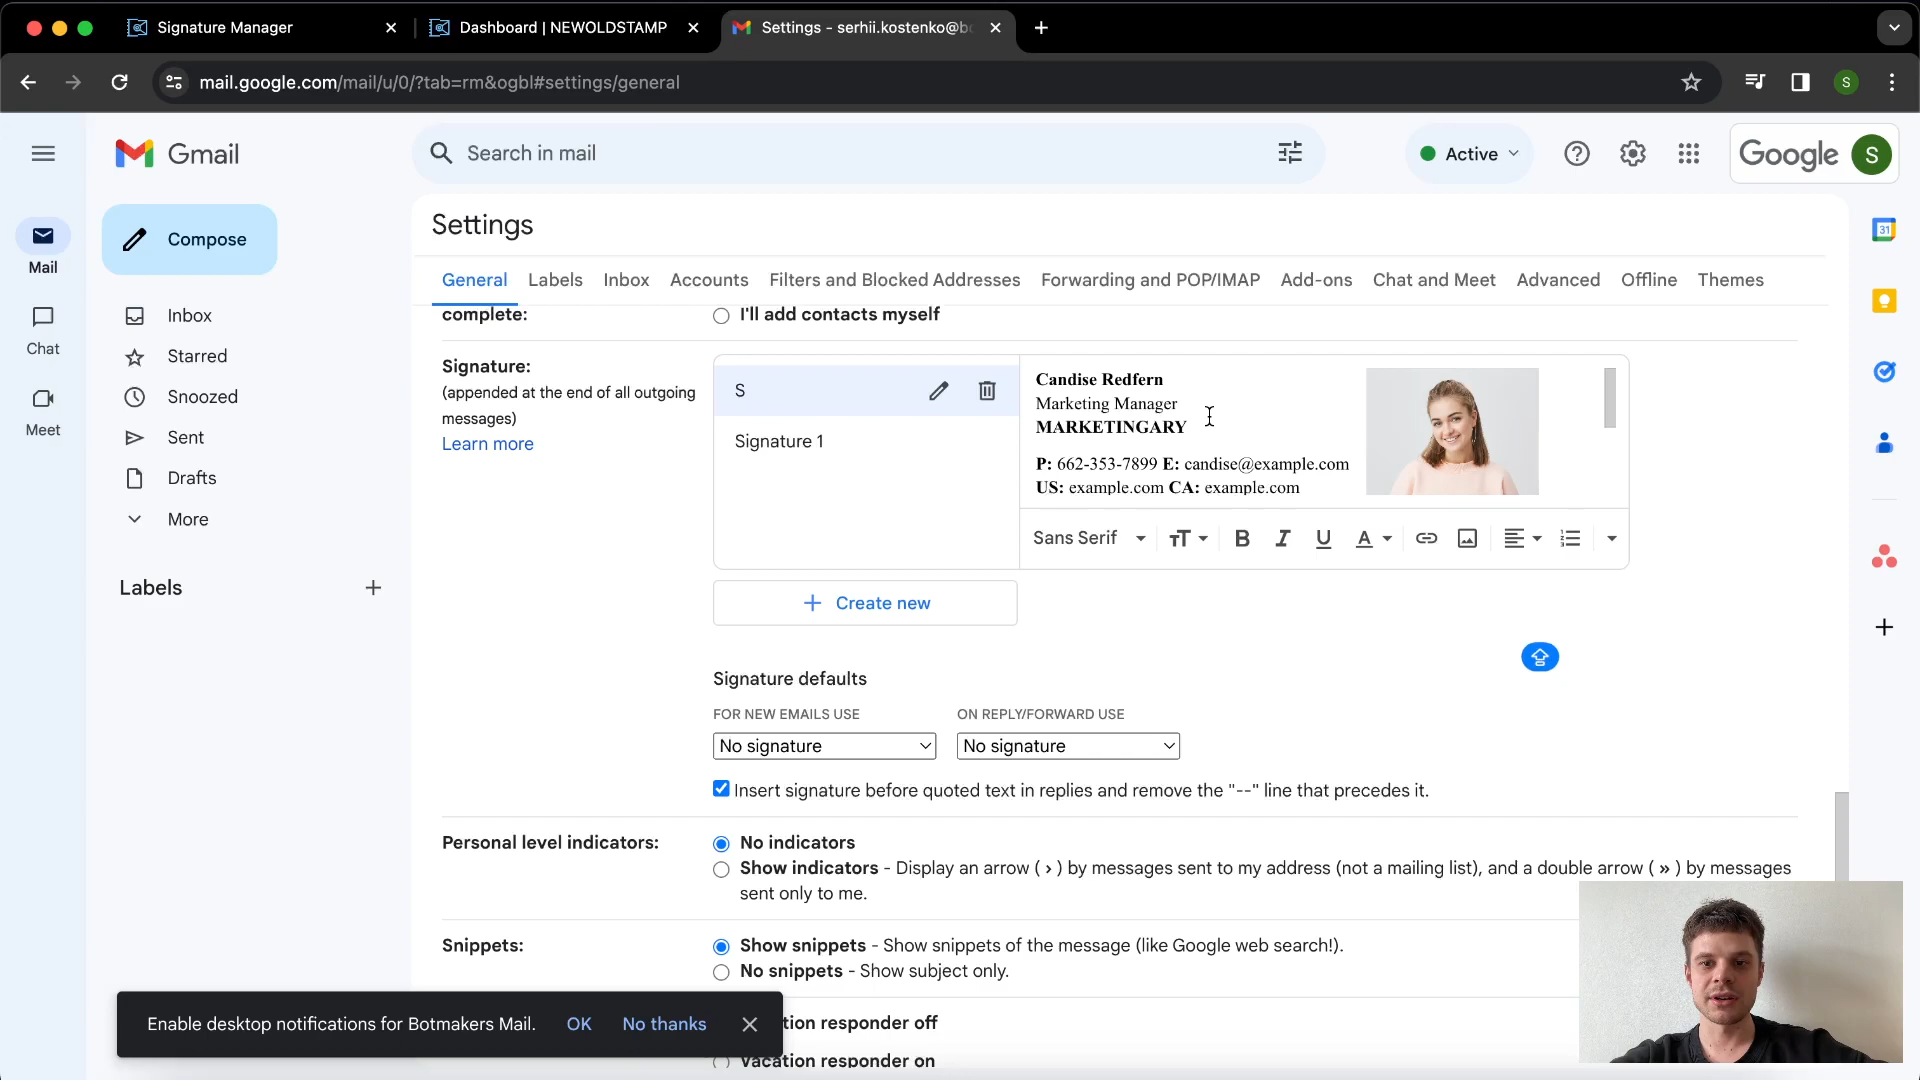 Signature Manager
Dashboard | NEWOLDSTAMP
Settings - serhii.kostenko@bo
mail.google.com/mail/u/0/?tab=rm&ogbl#settings/general
S
Gmail
Search in mail
Active
Google
S
Mail
Chat
Meet
Compose
Inbox
Starred
Snoozed
Sent
Drafts
More
Labels
Settings
General
Labels
Inbox
Accounts
Filters and Blocked Addresses
Forwarding and POP/IMAP
Add-ons
Chat and Meet
Advanced
Offline
Themes
complete:
I'll add contacts myself
Signature:
(appended at the end of all outgoing
messages)
Learn more
S
Signature 1
Candise Redfern
Marketing Manager
MARKETINGARY
P: 662-353-7899 E: candise@example.com
US: example.com CA: example.com
Sans Serif
Create new
Signature defaults
FOR NEW EMAILS USE
ON REPLY/FORWARD USE
No signature
No signature
Insert signature before quoted text in replies and remove the "--" line that precedes it.
Personal level indicators:
No indicators
Show indicators - Display an arrow ( › ) by messages sent to my address (not a mailing list), and a double arrow ( » ) by messages
sent only to me.
Snippets:
Show snippets - Show snippets of the message (like Google web search!).
No snippets - Show subject only.
tion responder off
Vacation responder on
Enable desktop notifications for Botmakers Mail.
OK
No thanks
31